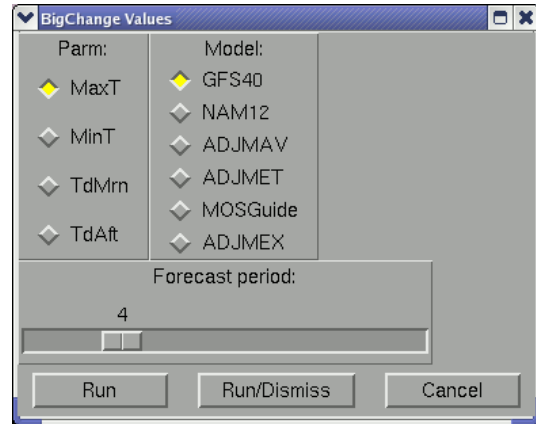 BigChange Values
Parm:
MaxT
MinT
TdMrn
TdAft
Model:
GFS40
NAM12
ADJMAV
ADJMET
MOSGuide
ADJMEX
Forecast period:
4
Run Run/Dismiss Cancel